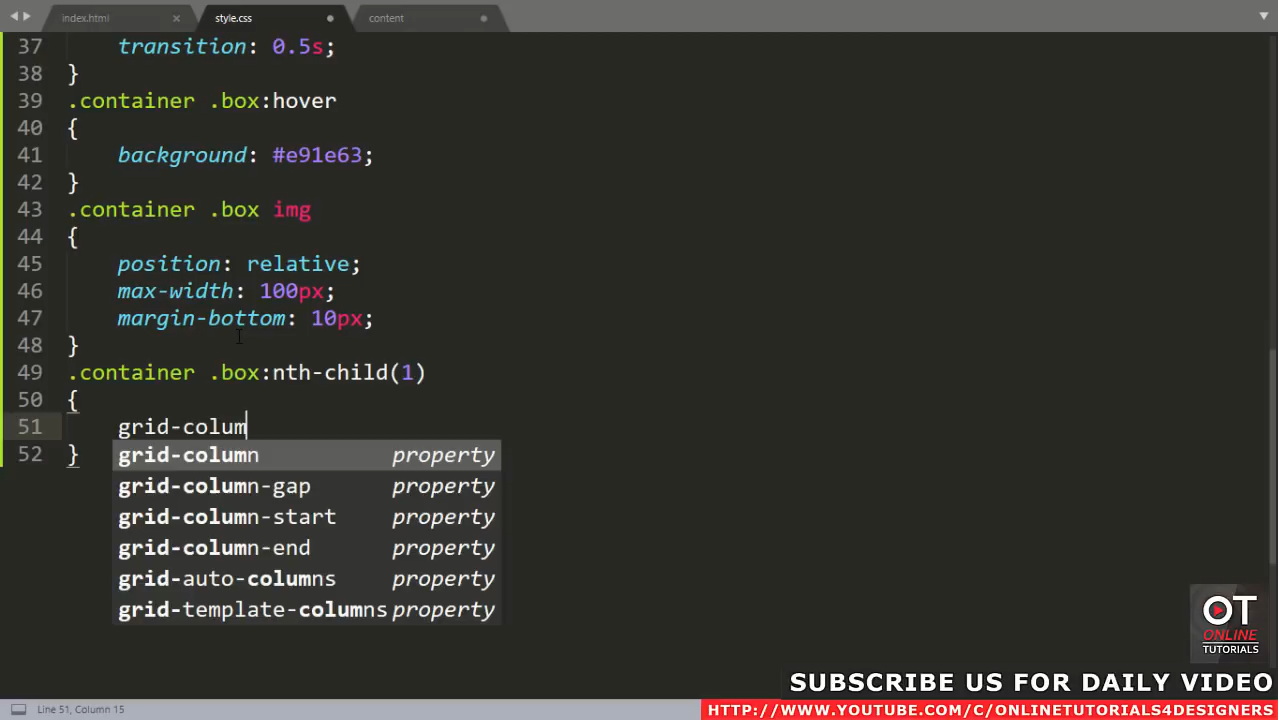 index.html
style.css
content
37 transition: 0.5s;
38 }
39 .container .box:hover
40 {
41 background: #e91e63;
42 }
43 .container .box img
44 {
45 position: relative;
46 max-width: 100px;
47 margin-bottom: 10px;
48 }
49 .container .box:nth-child(1)
50 {
51 grid-colum
52 }
grid-column property
grid-column-gap property
grid-column-start property
grid-column-end property
grid-auto-columns property
grid-template-columns property
OT
ONLINE
TUTORIALS
SUBSCRIBE US FOR DAILY VIDEO
Line 51, Column 15
HTTP://WWW.YOUTUBE.COM/C/ONLINETUTORIALS4DESIGNERS